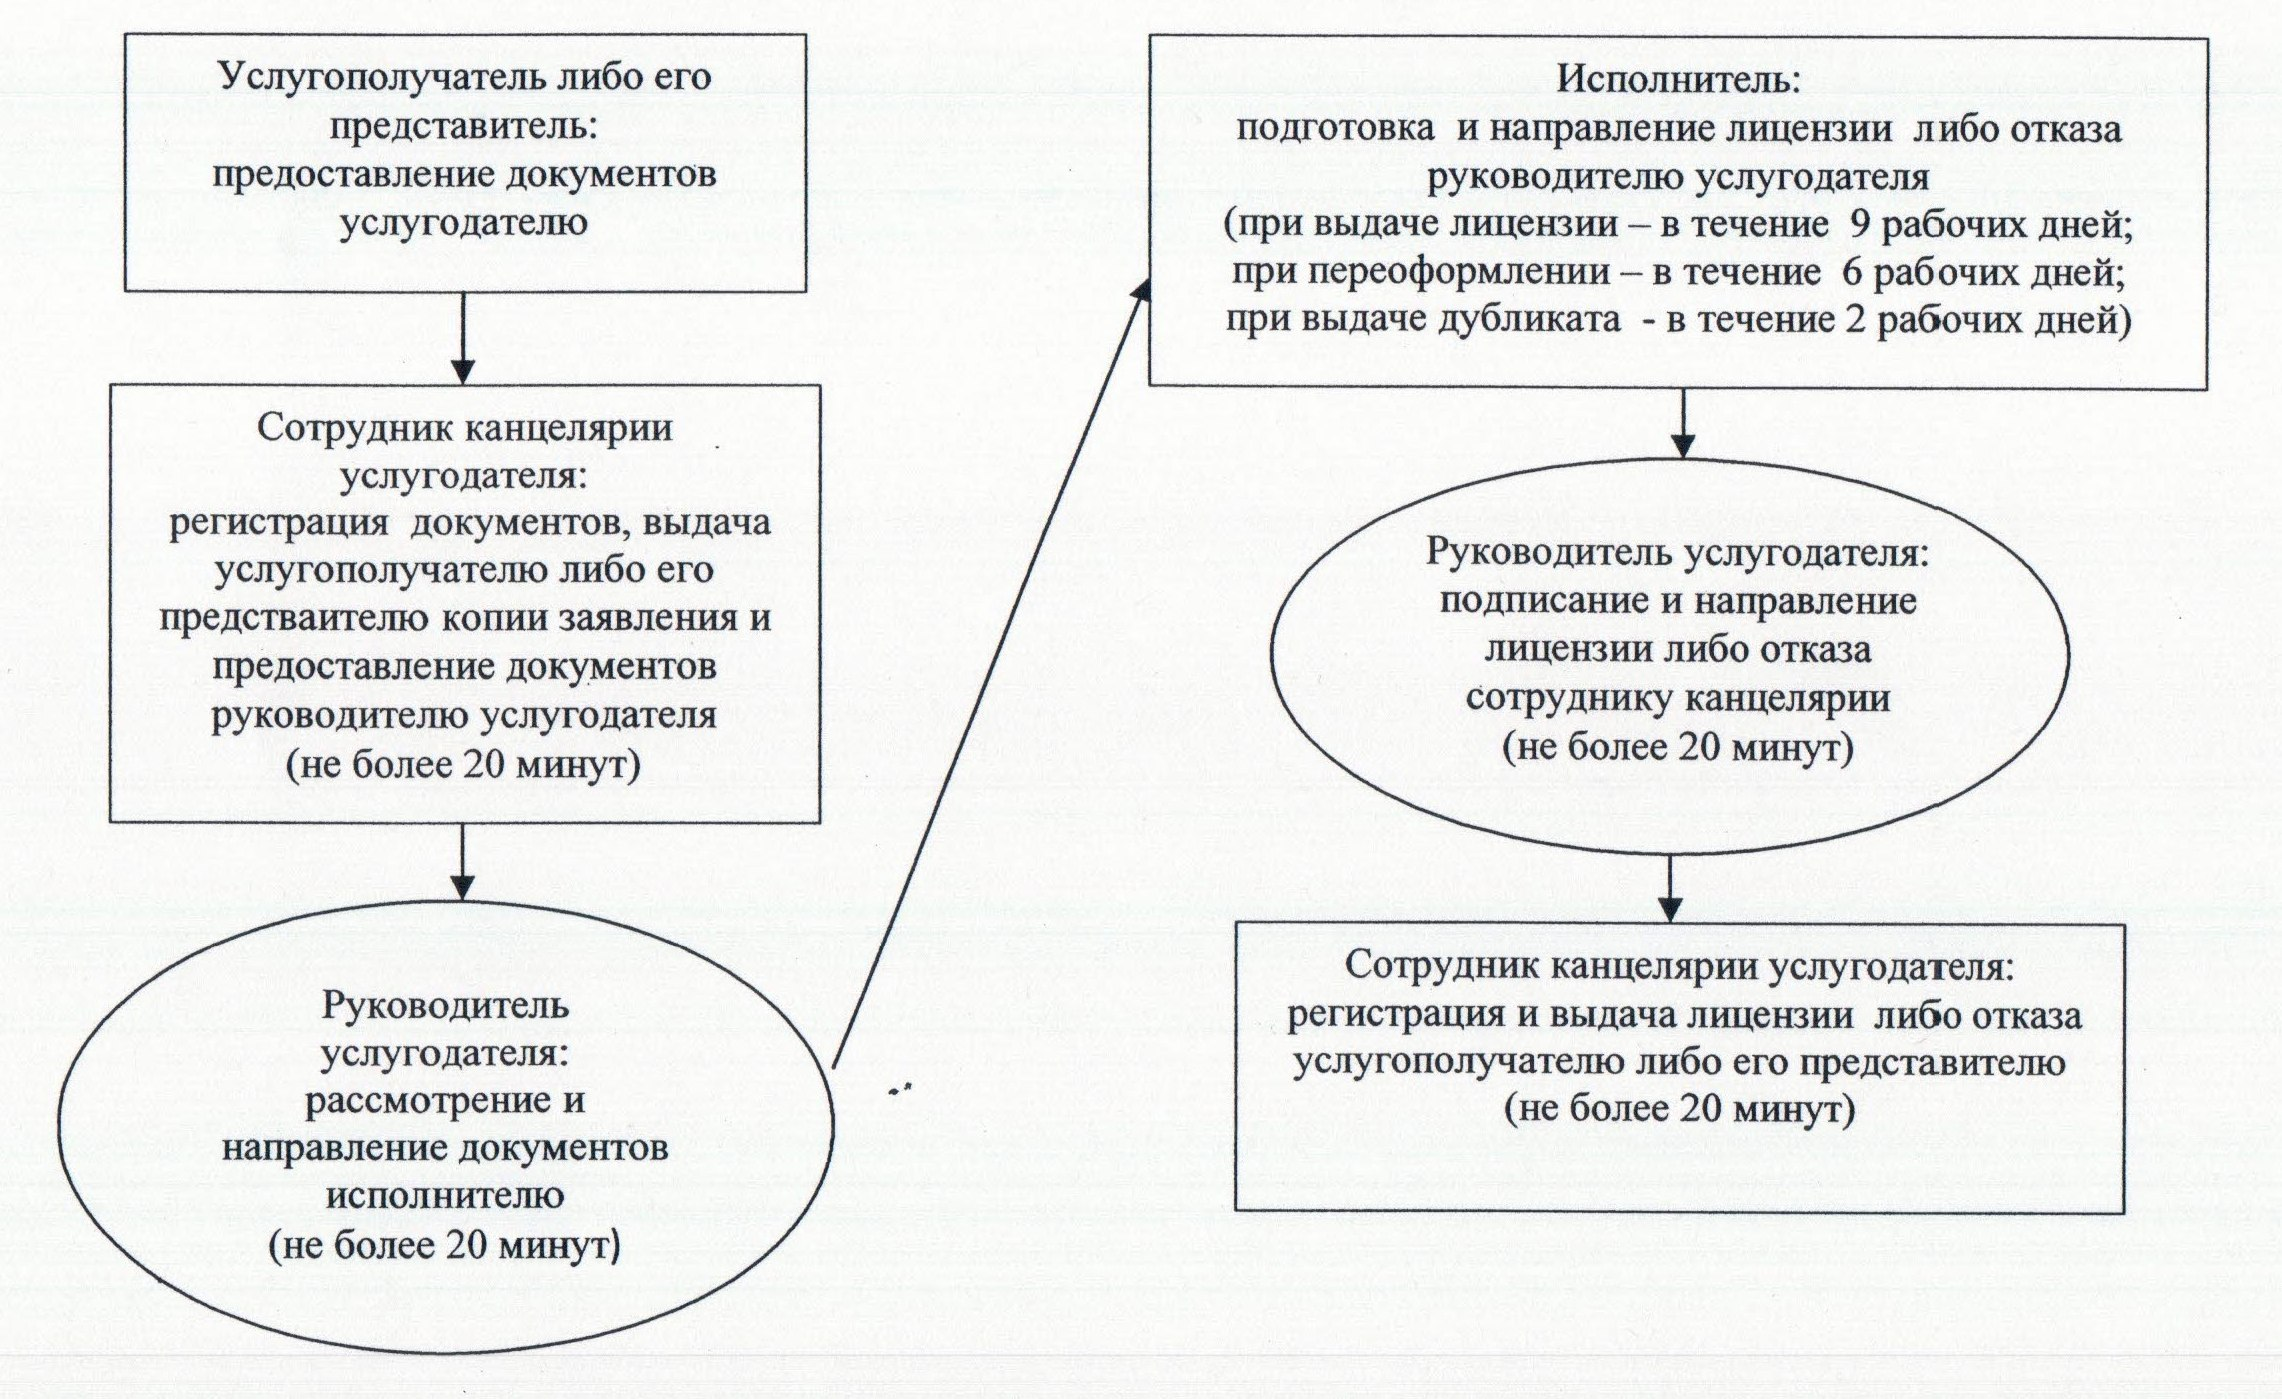 Услугополучатель либо его
представитель:
предоставление документов
услугодателю
Сотрудник канцелярии
услугодателя:
регистрация документов, выдача
услугополучателю либо его
предстваителю копии заявления и
предоставление документов
руководителю услугодателя
(не более 20 минут)
Руководитель
услугодателя:
рассмотрение и
направление документов
исполнителю
(не более 20 минут)
Исполнитель:
подготовка и направление лицензии либо отказа
руководителю услугодателя
(при выдаче лицензии – в течение 9 рабочих дней;
при переоформлении – в течение 6 рабочих дней;
при выдаче дубликата - в течение 2 рабочих дней)
Руководитель услугодателя:
подписание и направление
лицензии либо отказа
сотруднику канцелярии
(не более 20 минут)
Сотрудник канцелярии услугодателя:
регистрация и выдача лицензии либо отказа
услугополучателю либо его представителю
(не более 20 минут)